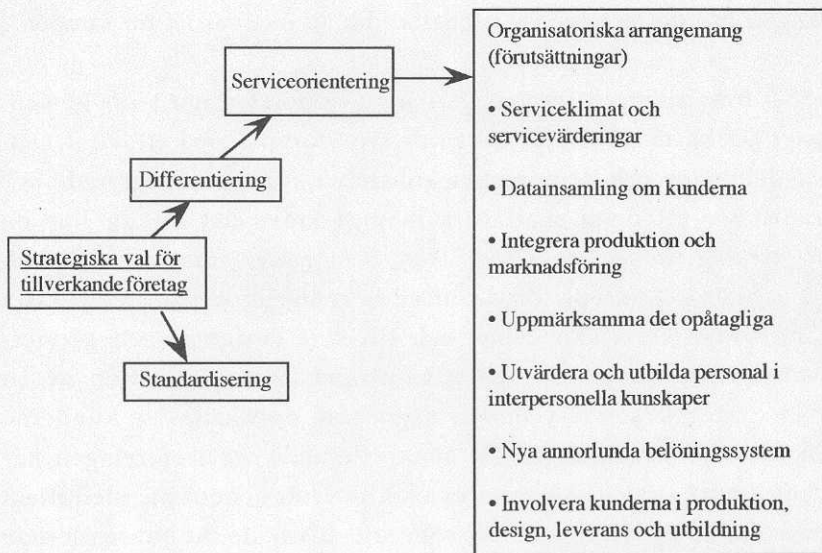 Strategiska val för
tillverkande företag
Differentiering
Serviceorientering
Standardisering
Organisatoriska arrangemang
(förutsättningar)
• Serviceklimat och
servicevärderingar
• Datainsamling om kunderna
• Integrera produktion och
marknadsföring
• Uppmärksamma det opåtagliga
• Utvärdera och utbilda personal i
interpersonella kunskaper
• Nya annorlunda belöningssystem
• Involvera kunderna i produktion,
design, leverans och utbildning